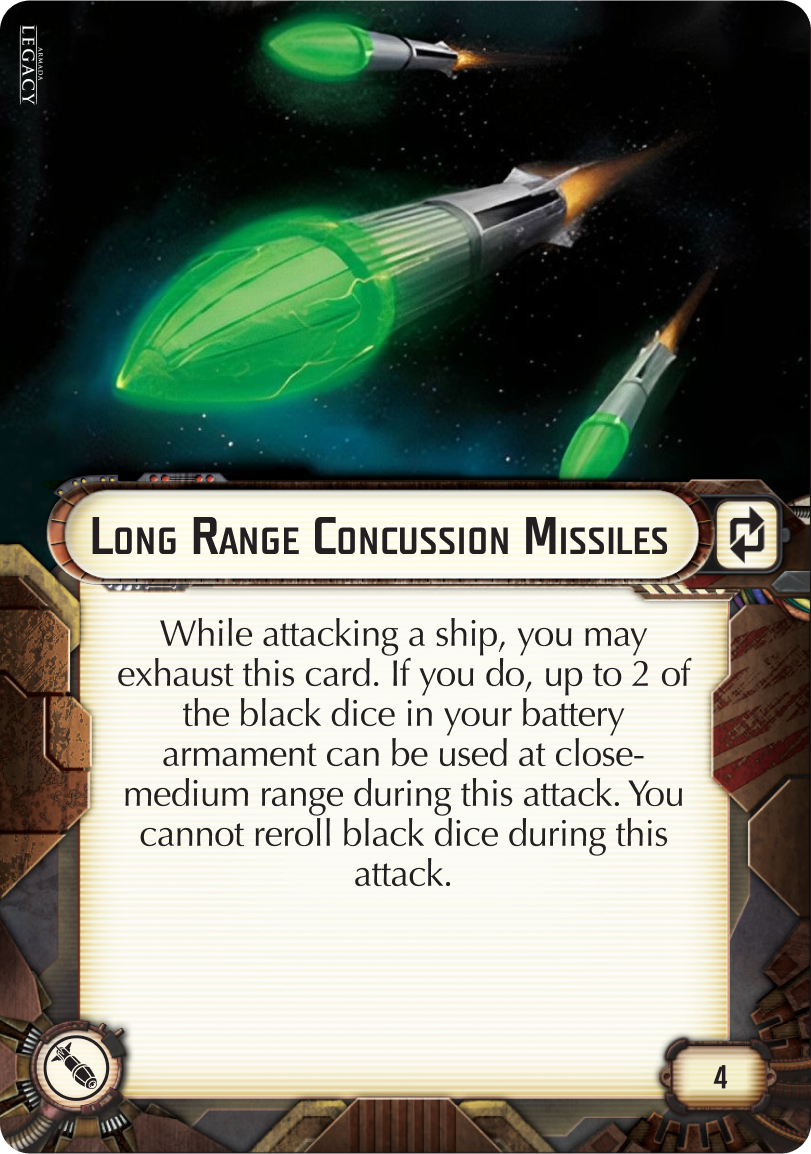 ARMADA
LEGACY
Long Range Concussion Missiles
While attacking a ship, you may
exhaust this card. If you do, up to 2 of
the black dice in your battery
armament can be used at close-
medium range during this attack. You
cannot reroll black dice during this
attack.
4